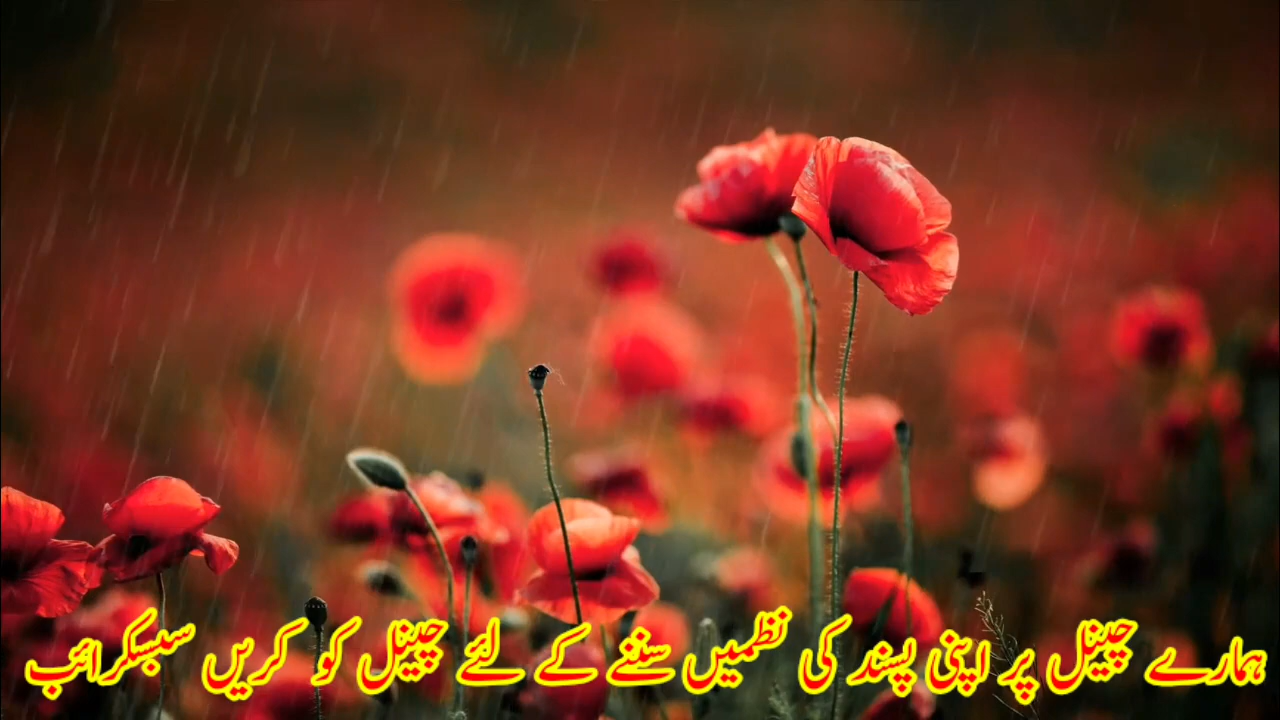 ہمارے چینل پر اپنی پسند کی نظمیں سننے کے لئے چینل کو کریں سبسکرائب